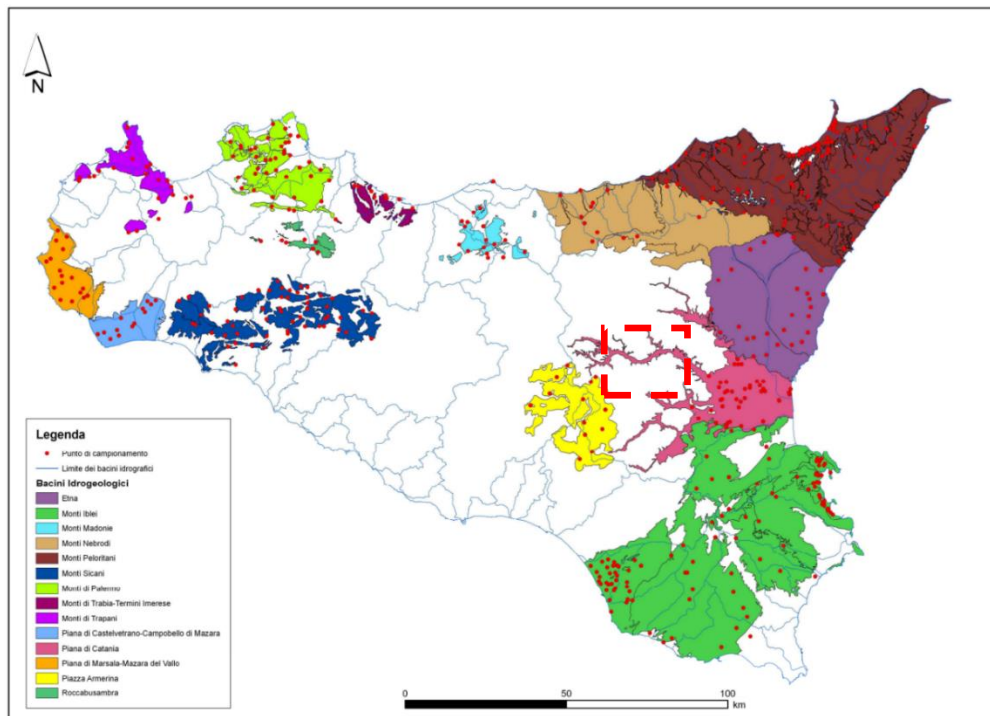 N
Legenda
Punto di campionamento
Limite dei bacini idrografici
Bacini Idrogeologici
Etna
Monti Iblei
Monti Madonie
Monti Nebrodi
Monti Peloritani
Monti Sicani
Monti di Palermo
Monti di Trabia-Termini Imerese
Monti di Trapani
Piana di Castelvetrano-Campobello di Mazara
Piana di Catania
Piana di Marsala-Mazara del Vallo
Piazza Armerina
Roccabusambra
0 50 100
km